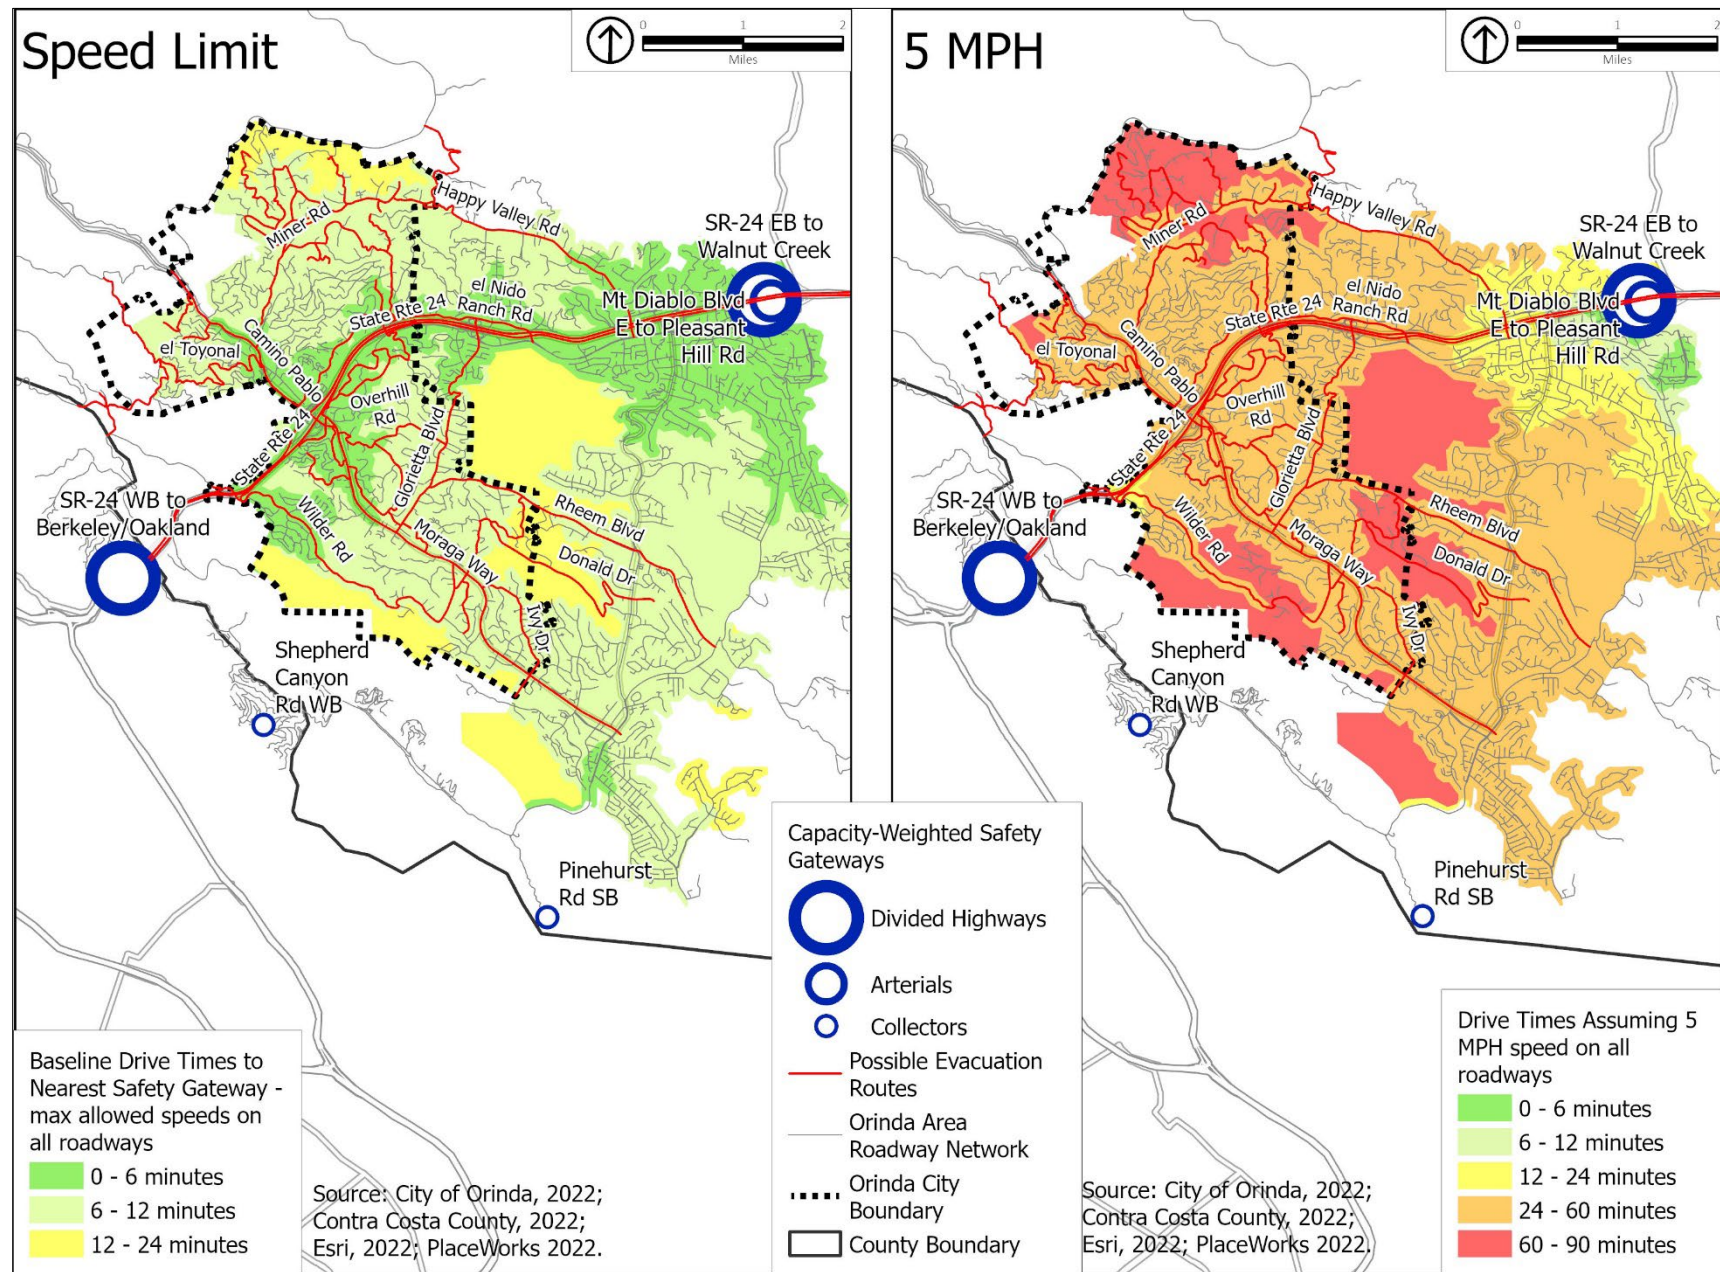 Speed Limit
0 1 2
Miles
Happy Valley Rd
Miner Rd
SR-24 EB to
Walnut Creek
el Nido
Ranch Rd
State Rte 24
Mt Diablo Blvd
E to Pleasant
Hill Rd
Camino Pablo
el Toyonal
Overhill
Rd
State Rte 24
Glorietta Blvd
SR-24 WB to
Berkeley/Oakland
Wilder Rd
Moraga Way
Rheem Blvd
Donald Dr
Ivy Dr
Shepherd
Canyon
Rd WB
Pinehurst
Rd SB
Baseline Drive Times to
Nearest Safety Gateway -
max allowed speeds on
all roadways
0 - 6 minutes
6 - 12 minutes
12 - 24 minutes
Source: City of Orinda, 2022;
Contra Costa County, 2022;
Esri, 2022; PlaceWorks 2022.
Capacity-Weighted Safety
Gateways
Divided Highways
Arterials
Collectors
Possible Evacuation
Routes
Orinda Area
Roadway Network
Orinda City
Boundary
County Boundary
5 MPH
0 1 2
Miles
Happy Valley Rd
Miner Rd
SR-24 EB to
Walnut Creek
el Nido
Ranch Rd
State Rte 24
Mt Diablo Blvd
E to Pleasant
Hill Rd
Camino Pablo
el Toyonal
Overhill
Rd
State Rte 24
Glorietta Blvd
SR-24 WB to
Berkeley/Oakland
Wilder Rd
Moraga Way
Rheem Blvd
Donald Dr
Ivy Dr
Shepherd
Canyon
Rd WB
Pinehurst
Rd SB
Source: City of Orinda, 2022;
Contra Costa County, 2022;
Esri, 2022; PlaceWorks 2022.
Drive Times Assuming 5
MPH speed on all
roadways
0 - 6 minutes
6 - 12 minutes
12 - 24 minutes
24 - 60 minutes
60 - 90 minutes